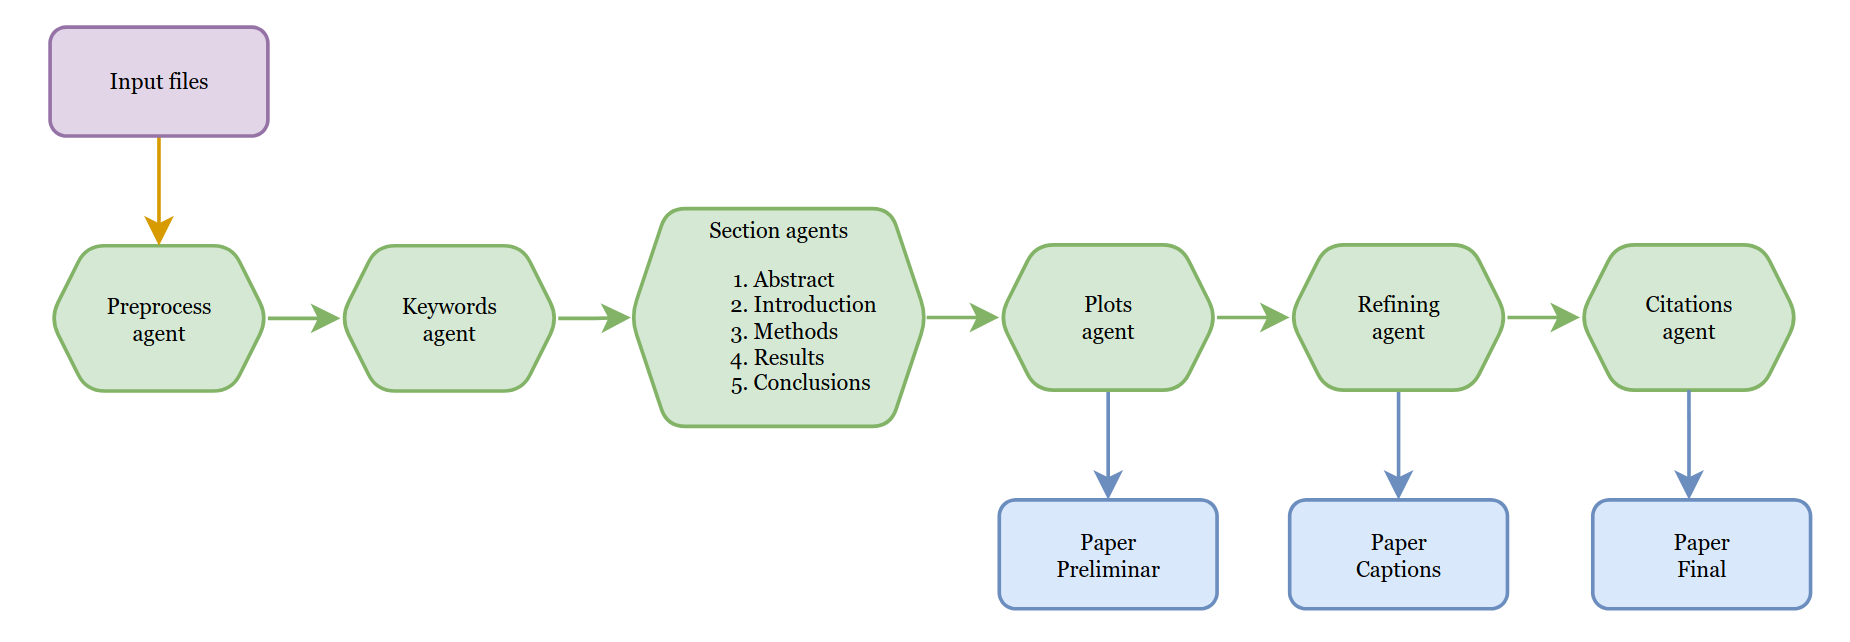 Input files
Preprocess
agent
Keywords
agent
Section agents
1. Abstract
2. Introduction
3. Methods
4. Results
5. Conclusions
Plots
agent
Refining
agent
Citations
agent
Paper
Preliminar
Paper
Captions
Paper
Final